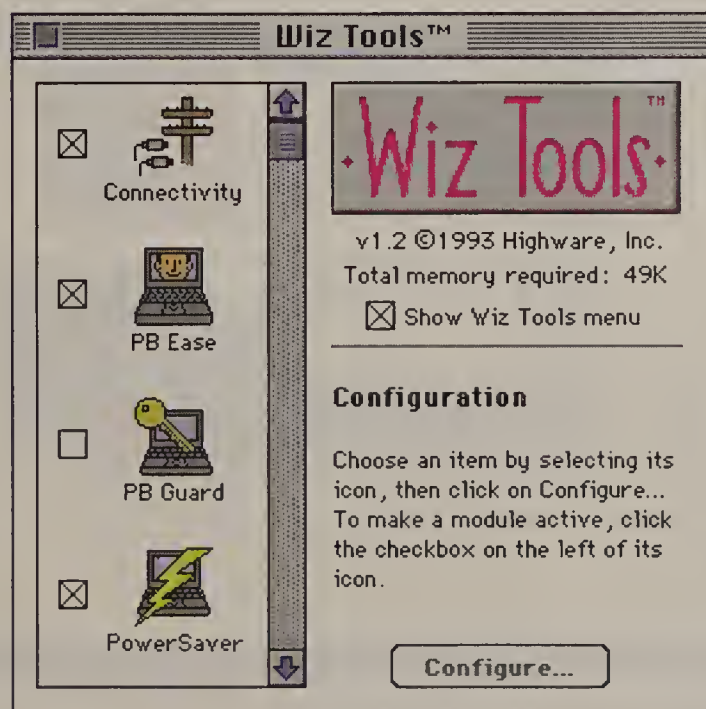 Wiz Tools™
Connectivity
PB Ease
PB Guard
PowerSaver
Wiz Tools™
v1.2 ©1993 Highware, Inc.
Total memory required: 49K
Show Wiz Tools menu
Configuration
Choose an item by selecting its
icon, then click on Configure...
To make a module active, click
the checkbox on the left of its
icon.
Configure...